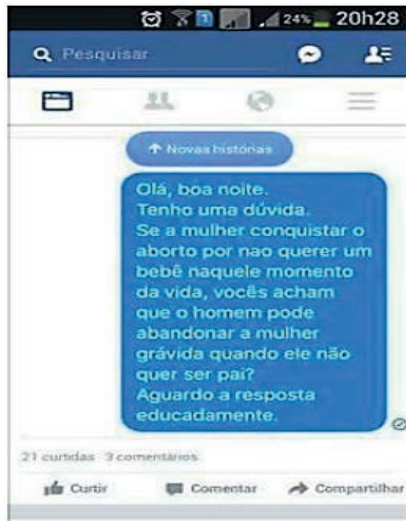 24% 20h28
Pesquisar
↑ Novas histórias
Olá, boa noite.
Tenho uma dúvida.
Se a mulher conquistar o
aborto por nao querer um
bebê naquele momento
da vida, vocês acham
que o homem pode
abandonar a mulher
grávida quando ele não
quer ser pai?
Aguardo a resposta
educadamente.
21 curtidas 3 comentários
Curtir Comentar Compartilhar